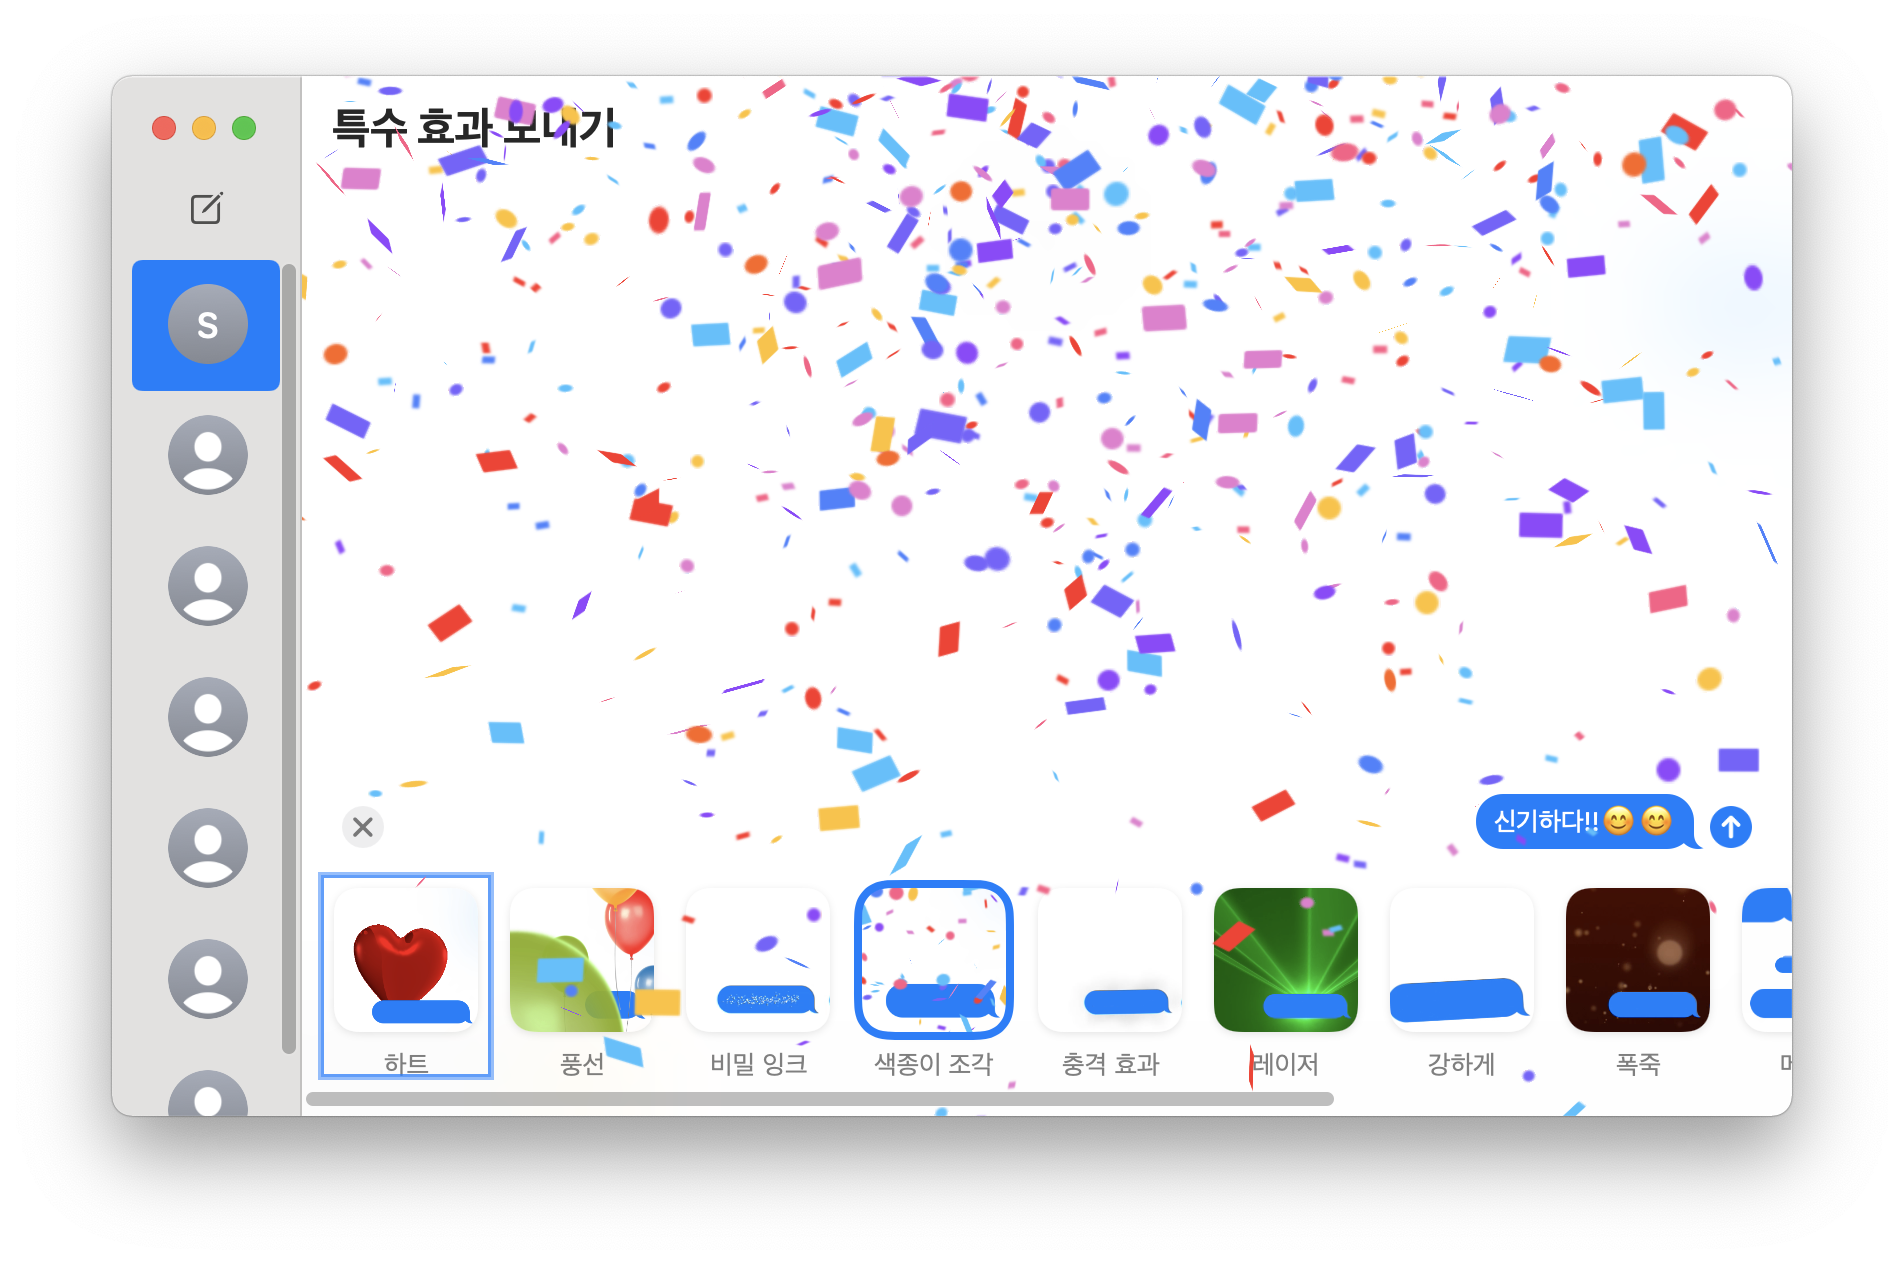 특수 효과 보내기
S
신기하다!!😊 😊
하트
풍선
비밀 잉크
색종이 조각
충격 효과
레이저
강하게
폭죽